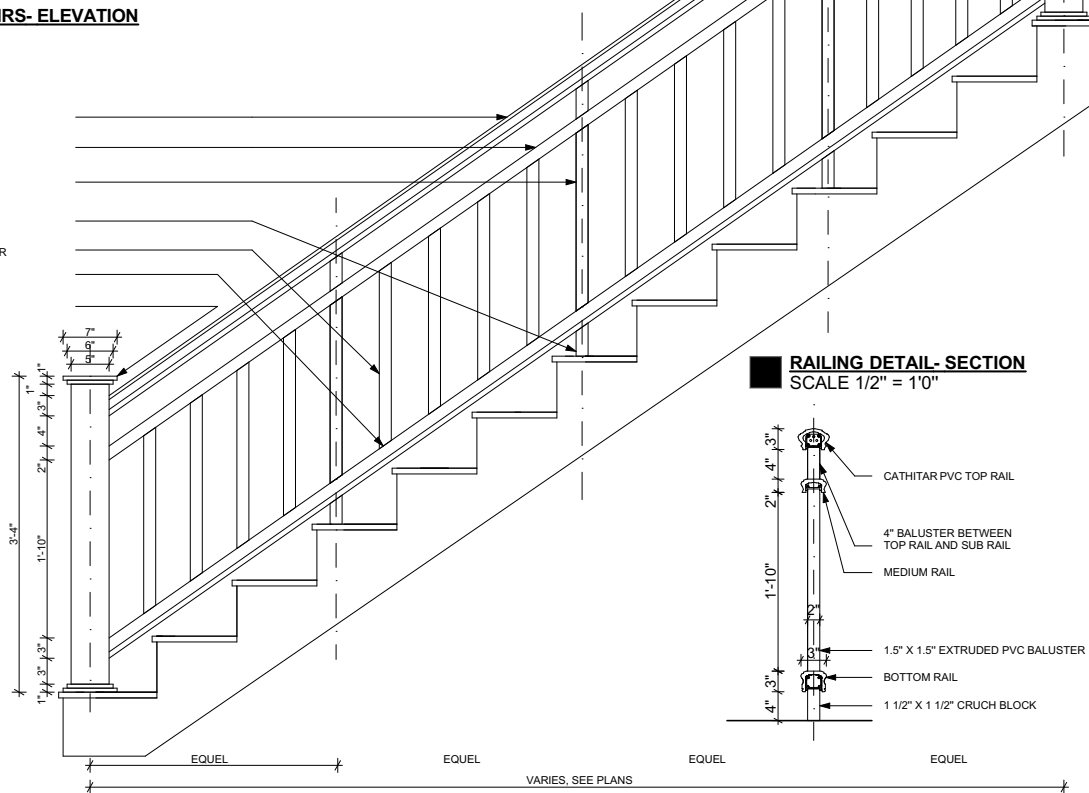 IRS- ELEVATION
R
7"
6"
5"
1"
1"
3"
4"
2"
3'-4"
1'-10"
3"
3"
1"
RAILING DETAIL- SECTION
SCALE 1/2" = 1'0"
3"
4"
2"
1'-10"
2"
3"
3"
4"
CATHITAR PVC TOP RAIL
4" BALUSTER BETWEEN
TOP RAIL AND SUB RAIL
MEDIUM RAIL
1.5" X 1.5" EXTRUDED PVC BALUSTER
BOTTOM RAIL
1 1/2" X 1 1/2" CRUCH BLOCK
EQUEL
EQUEL
EQUEL
EQUEL
VARIES, SEE PLANS